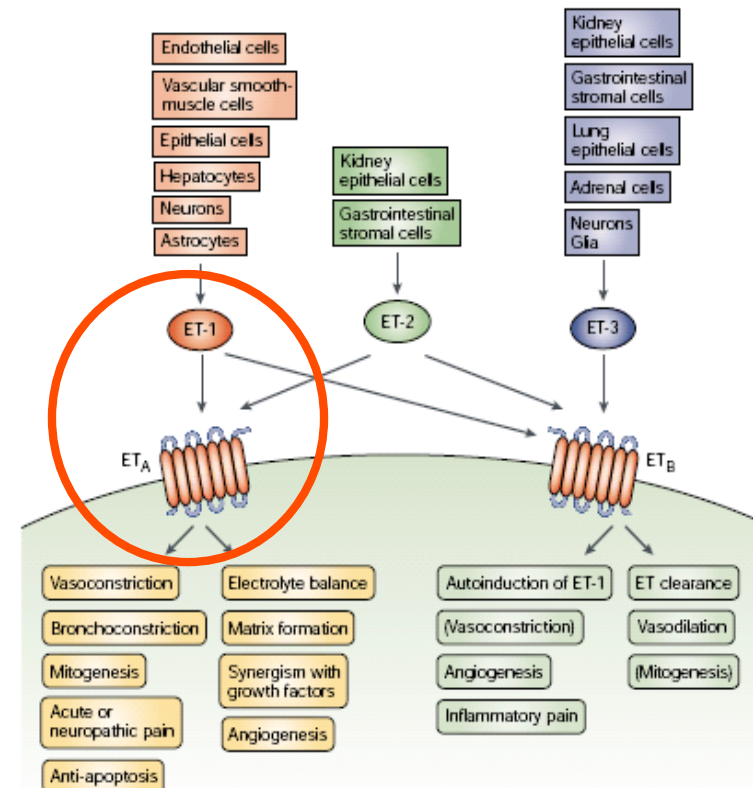 Endothelial cells
Vascular smooth-
muscle cells
Epithelial cells
Hepatocytes
Neurons
Astrocytes
Kidney
epithelial cells
Gastrointestinal
stromal cells
Kidney
epithelial cells
Gastrointestinal
stromal cells
Lung
epithelial cells
Adrenal cells
Neurons
Glia
ET-1
ET-2
ET-3
ETA
ETB
Vasoconstriction
Bronchoconstriction
Mitogenesis
Acute or
neuropathic pain
Anti-apoptosis
Electrolyte balance
Matrix formation
Synergism with
growth factors
Angiogenesis
Autoinduction of ET-1
(Vasoconstriction)
Angiogenesis
Inflammatory pain
ET clearance
Vasodilation
(Mitogenesis)